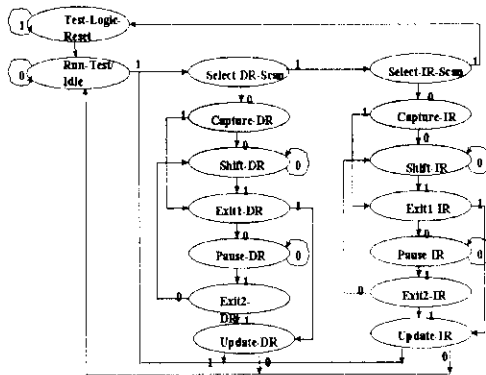 1
Test-Logic-
Reset
0
Run-Test/
Idle
1
Select DR-Scan
1
Select-IR-Scan
1
0
0
1
Capture-DR
1
Capture-IR
0
0
Shift-DR
0
Shift-IR
0
1
1
Exit1-DR
1
Exit1 IR
1
0
0
Pause-DR
0
Pause IR
0
1
1
0
Exit2-
DR
0
Exit2-IR
1
1
Update-DR
Update-IR
1
0
1
0